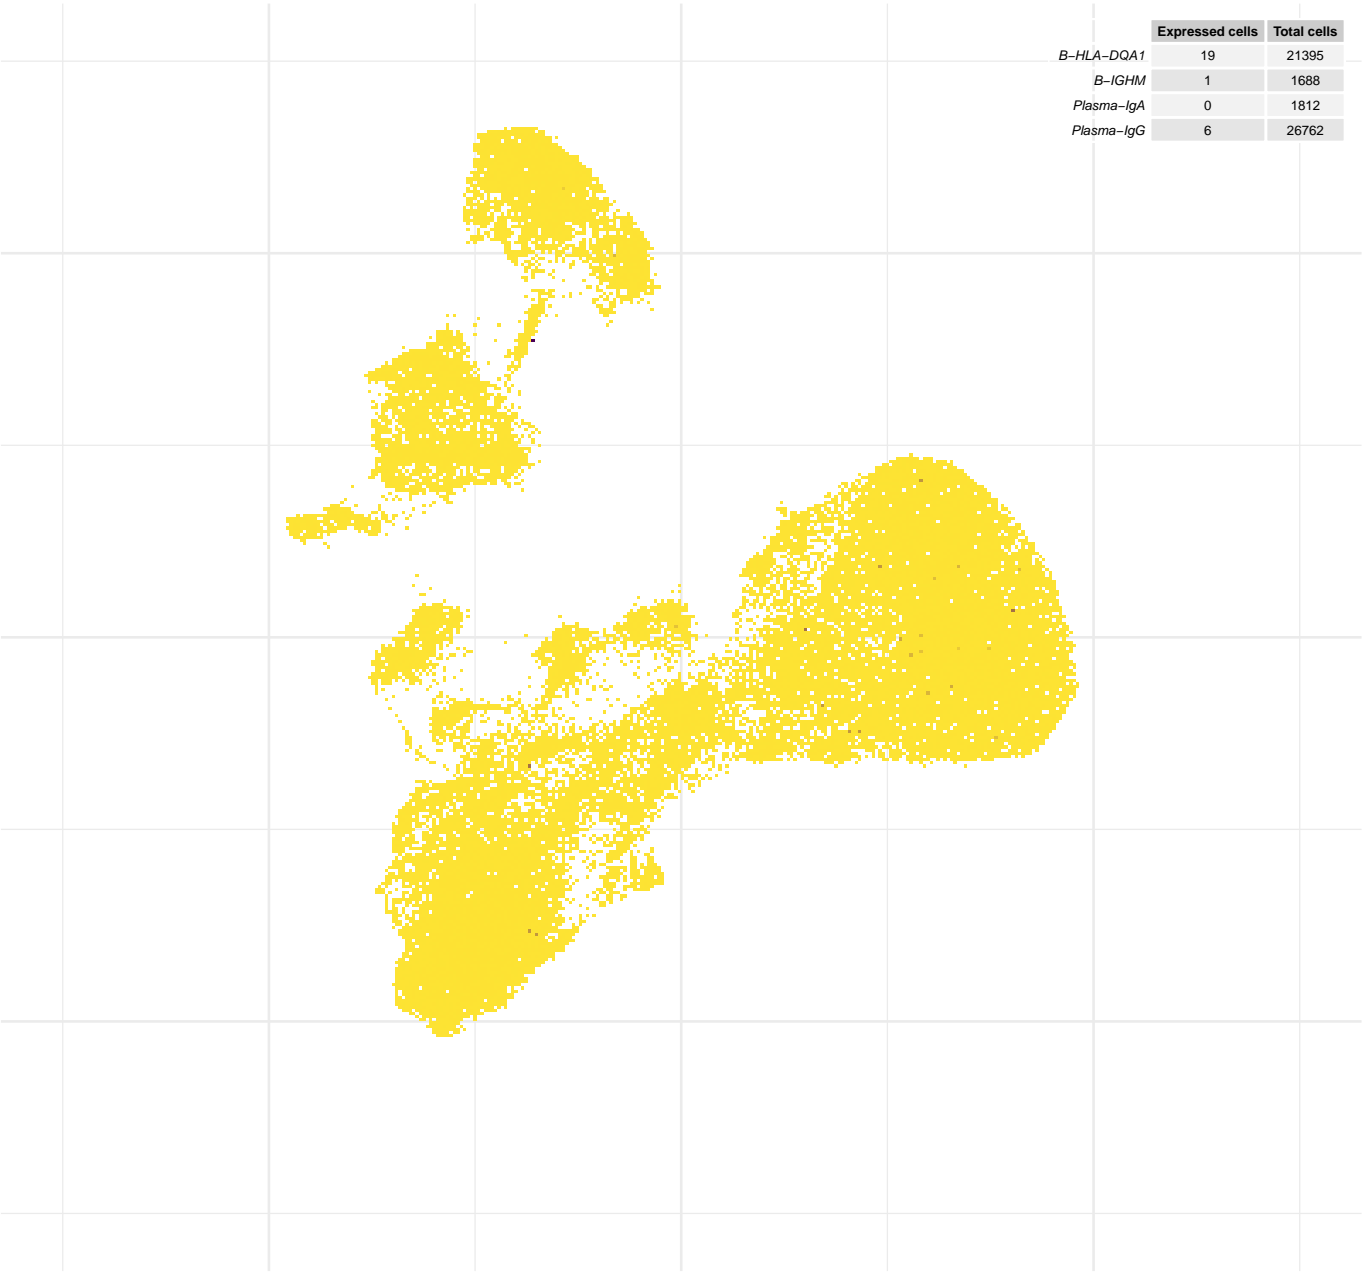 Expressed cells Total cells
B−HLA−DQA1 19 21395
B−IGHM 1 1688
Plasma−IgA 0 1812
Plasma−IgG 6 26762